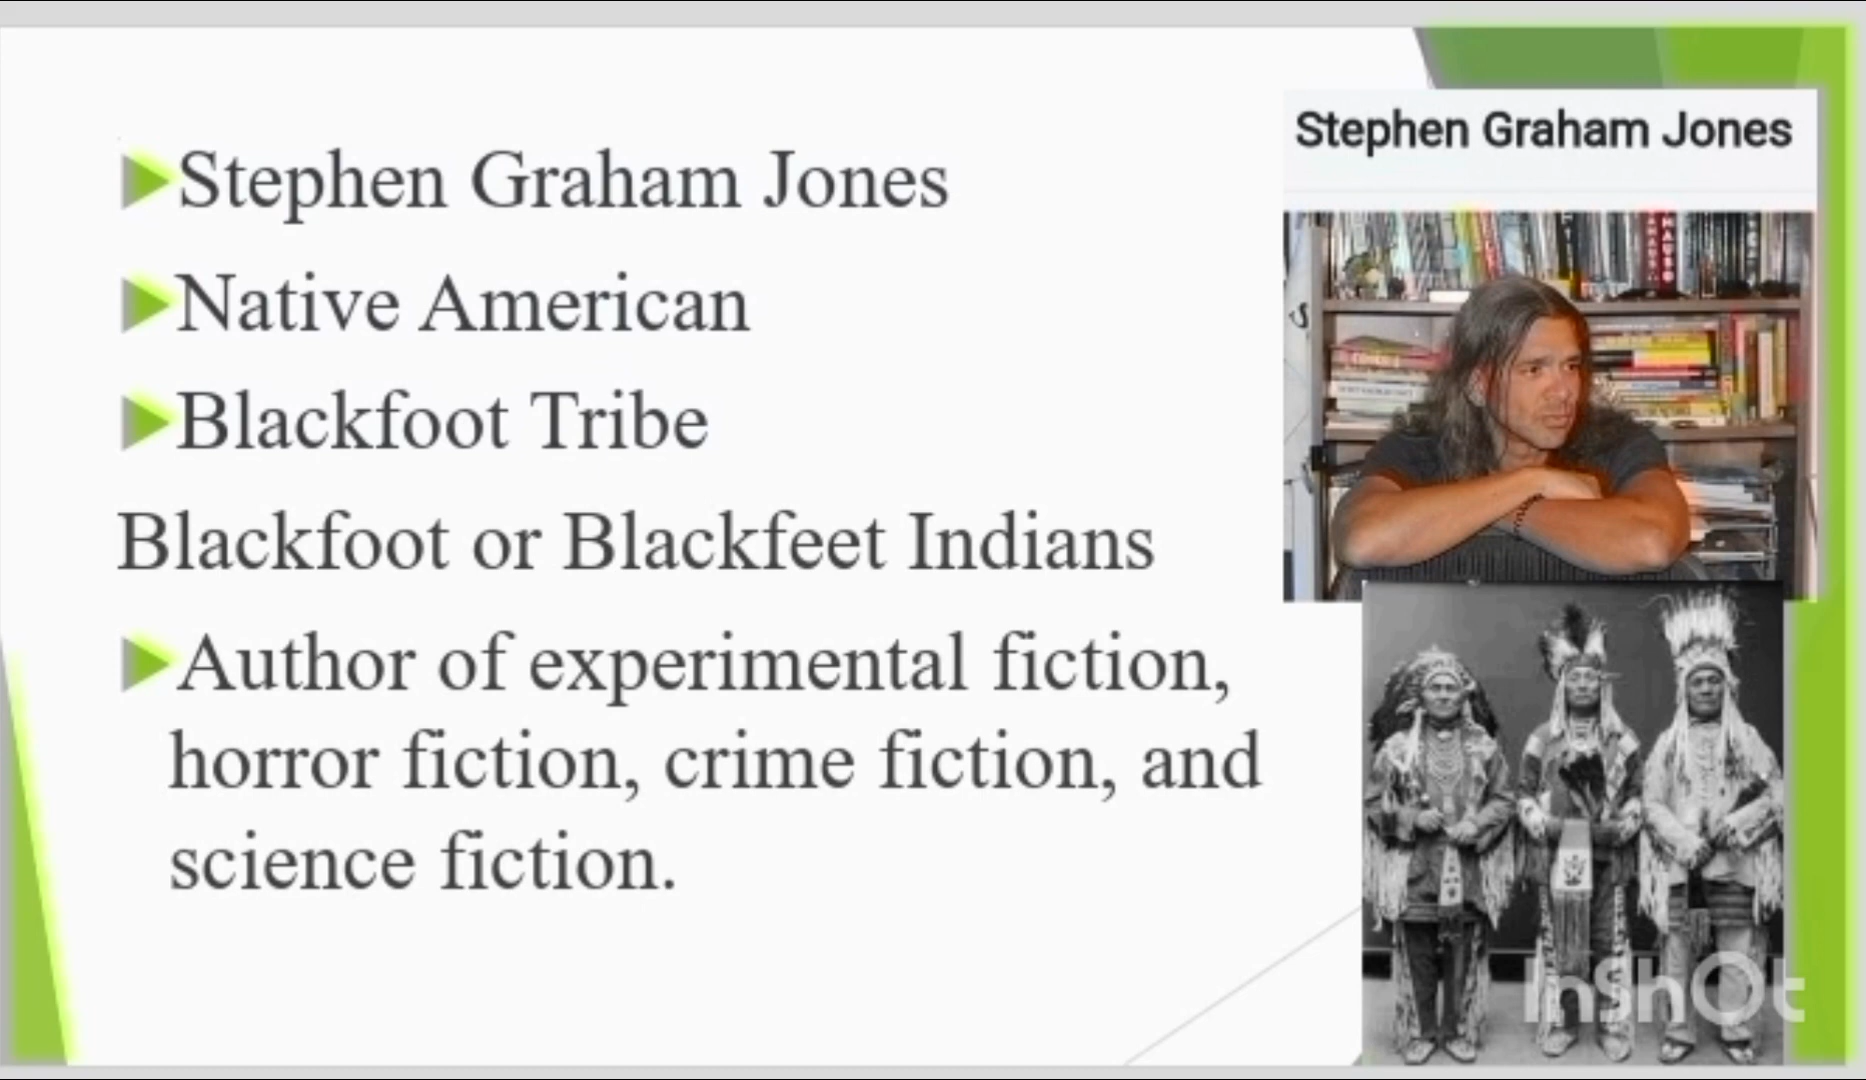 Stephen Graham Jones
Stephen Graham Jones
Native American
Blackfoot Tribe
Blackfoot or Blackfeet Indians
Author of experimental fiction,
horror fiction, crime fiction, and
science fiction.
InShOt